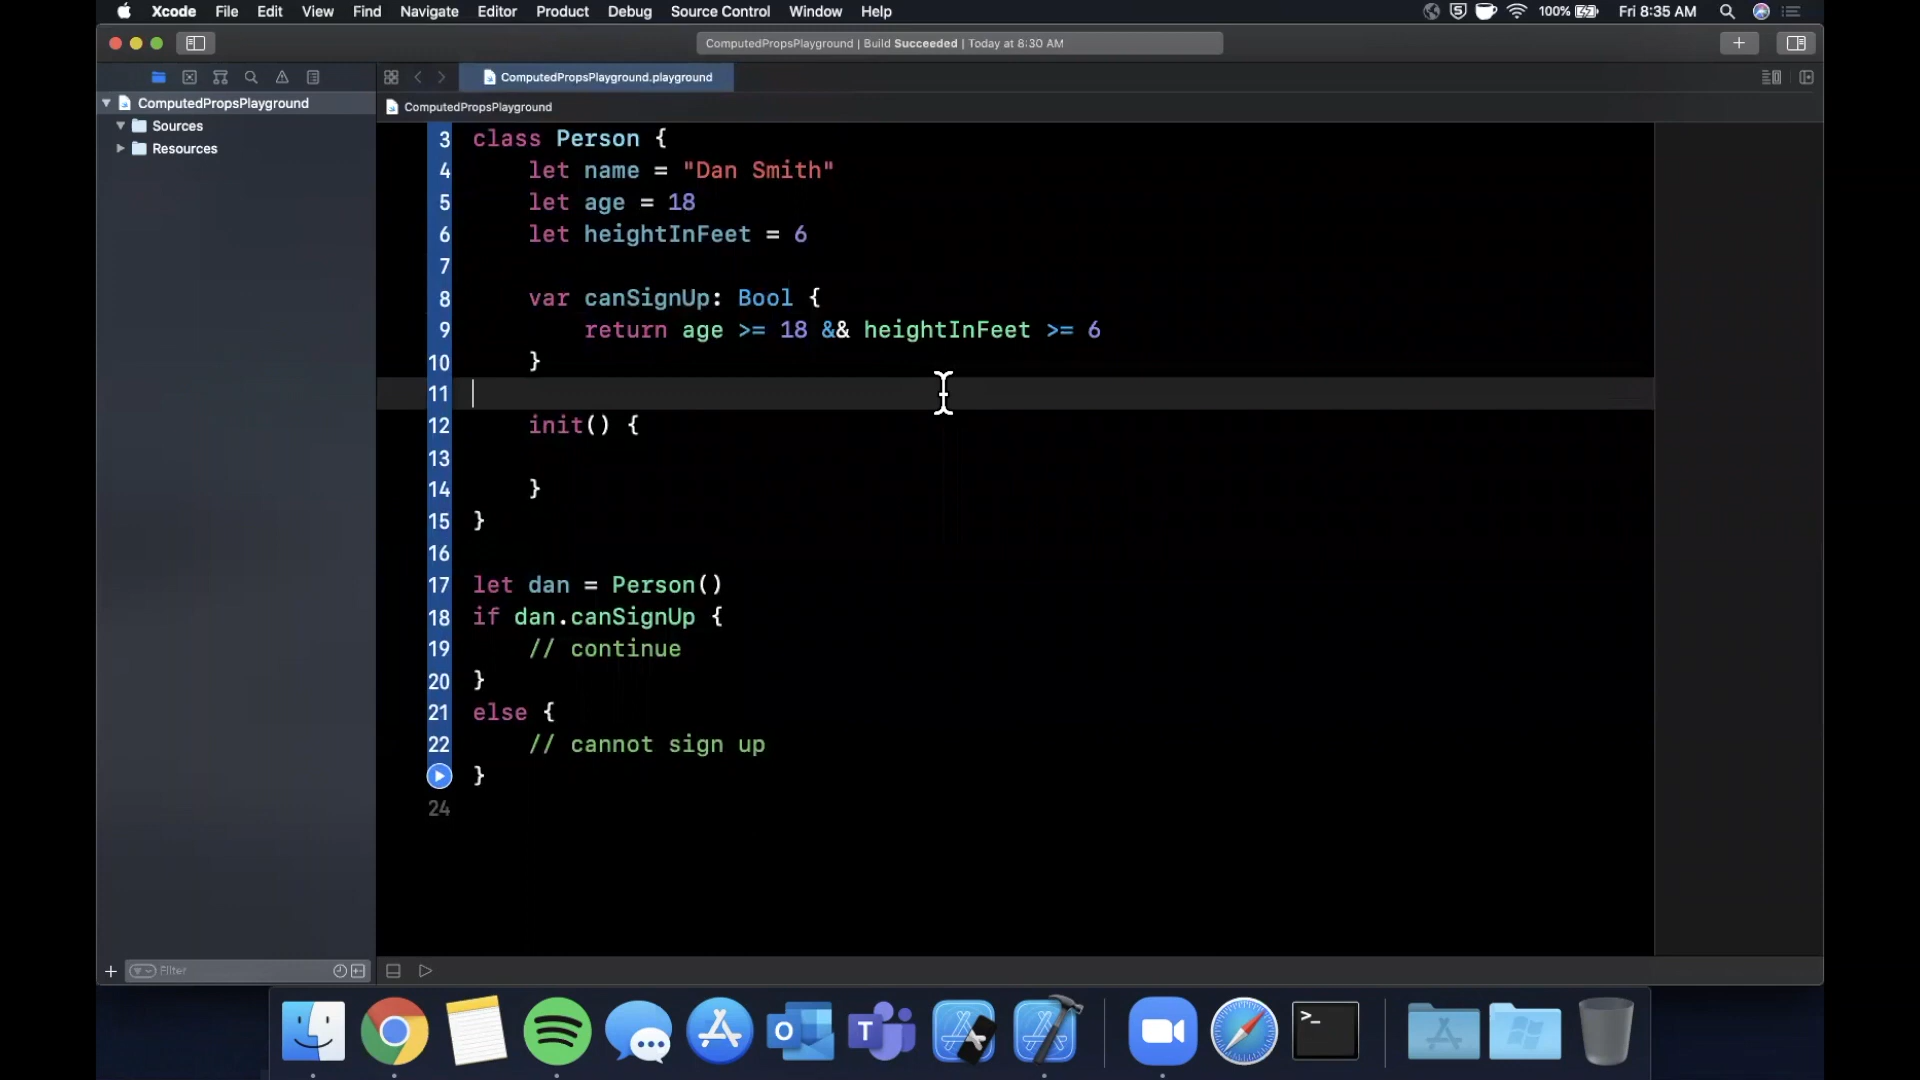 Xcode File Edit View Find Navigate Editor Product Debug Source Control Window Help 100% Fri 8:35 AM
ComputedPropsPlayground | Build Succeeded | Today at 8:30 AM
ComputedPropsPlayground.playground
ComputedPropsPlayground
ComputedPropsPlayground
Sources
Resources
3 class Person {
4 let name = "Dan Smith"
5 let age = 18
6 let heightInFeet = 6
7
8 var canSignUp: Bool {
9 return age >= 18 && heightInFeet >= 6
10 }
11
12 init() {
13
14 }
15 }
16
17 let dan = Person()
18 if dan.canSignUp {
19 // continue
20 }
21 else {
22 // cannot sign up
}
24
Filter